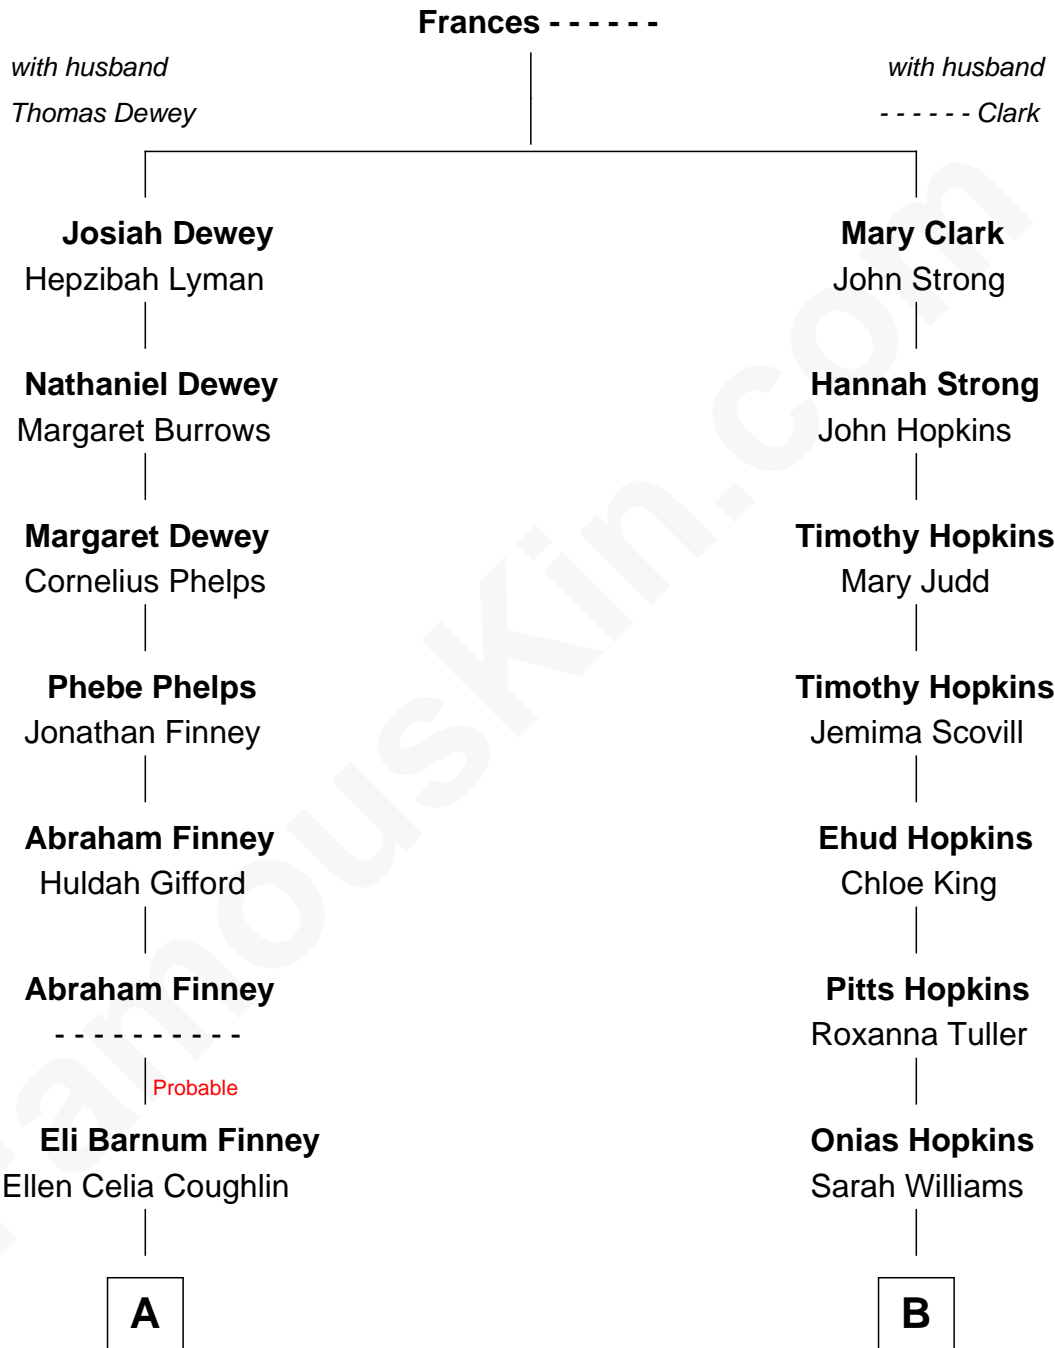 Frances - - - - - -
with husband
Thomas Dewey
with husband
- - - - - - Clark
Josiah Dewey
Hepzibah Lyman
Mary Clark
John Strong
Nathaniel Dewey
Margaret Burrows
Hannah Strong
John Hopkins
Margaret Dewey
Cornelius Phelps
Timothy Hopkins
Mary Judd
Phebe Phelps
Jonathan Finney
Timothy Hopkins
Jemima Scovill
Abraham Finney
Huldah Gifford
Ehud Hopkins
Chloe King
Abraham Finney
- - - - - - - - - -
Probable
Pitts Hopkins
Roxanna Tuller
Eli Barnum Finney
Ellen Celia Coughlin
Onias Hopkins
Sarah Williams
A
B
FamousKin.com